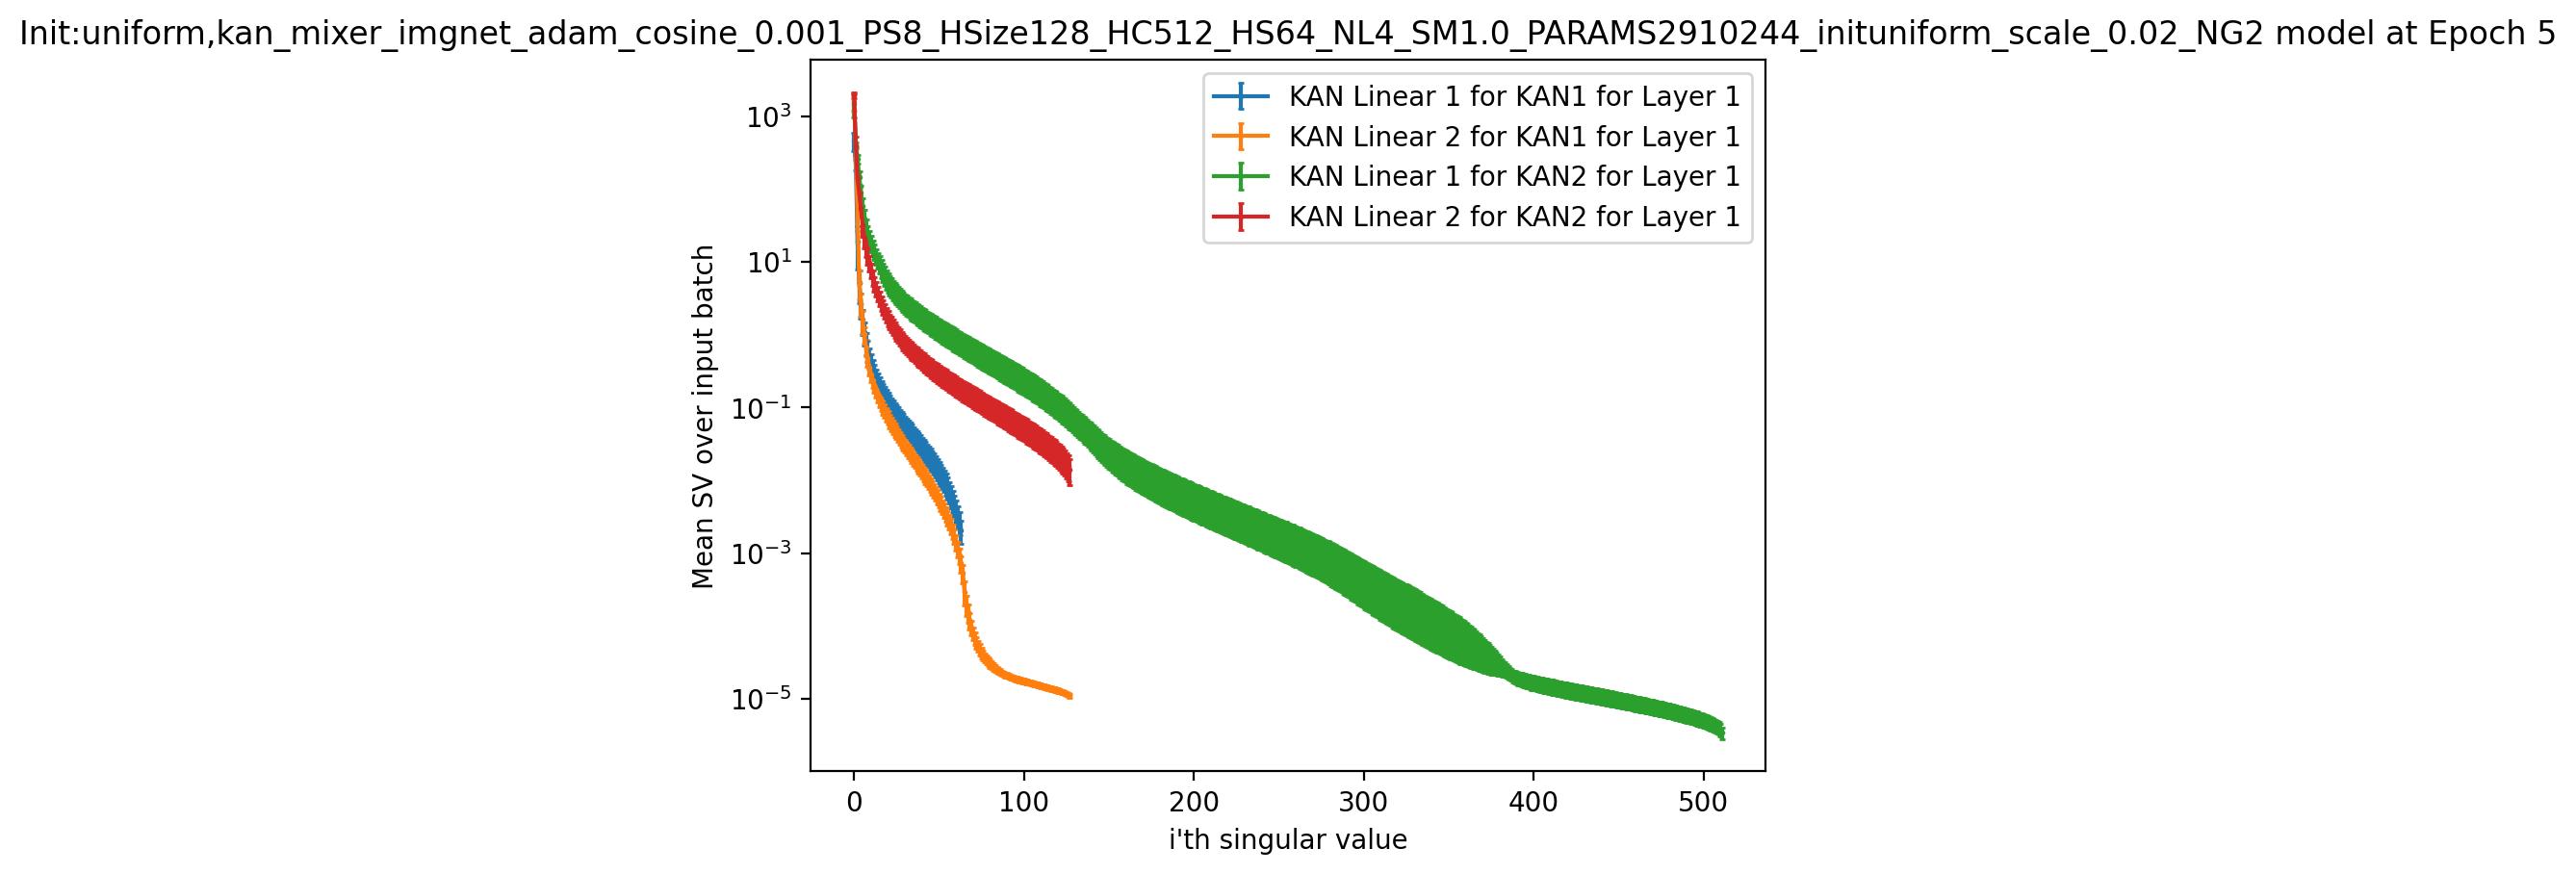 Init:uniform,kan_mixer_imgnet_adam_cosine_0.001_PS8_HSize128_HC512_HS64_NL4_SM1.0_PARAMS2910244_inituniform_scale_0.02_NG2 model at Epoch 5
KAN Linear 1 for KAN1 for Layer 1
KAN Linear 2 for KAN1 for Layer 1
KAN Linear 1 for KAN2 for Layer 1
KAN Linear 2 for KAN2 for Layer 1
Mean SV over input batch
10³
10¹
10⁻¹
10⁻³
10⁻⁵
0 100 200 300 400 500
i'th singular value